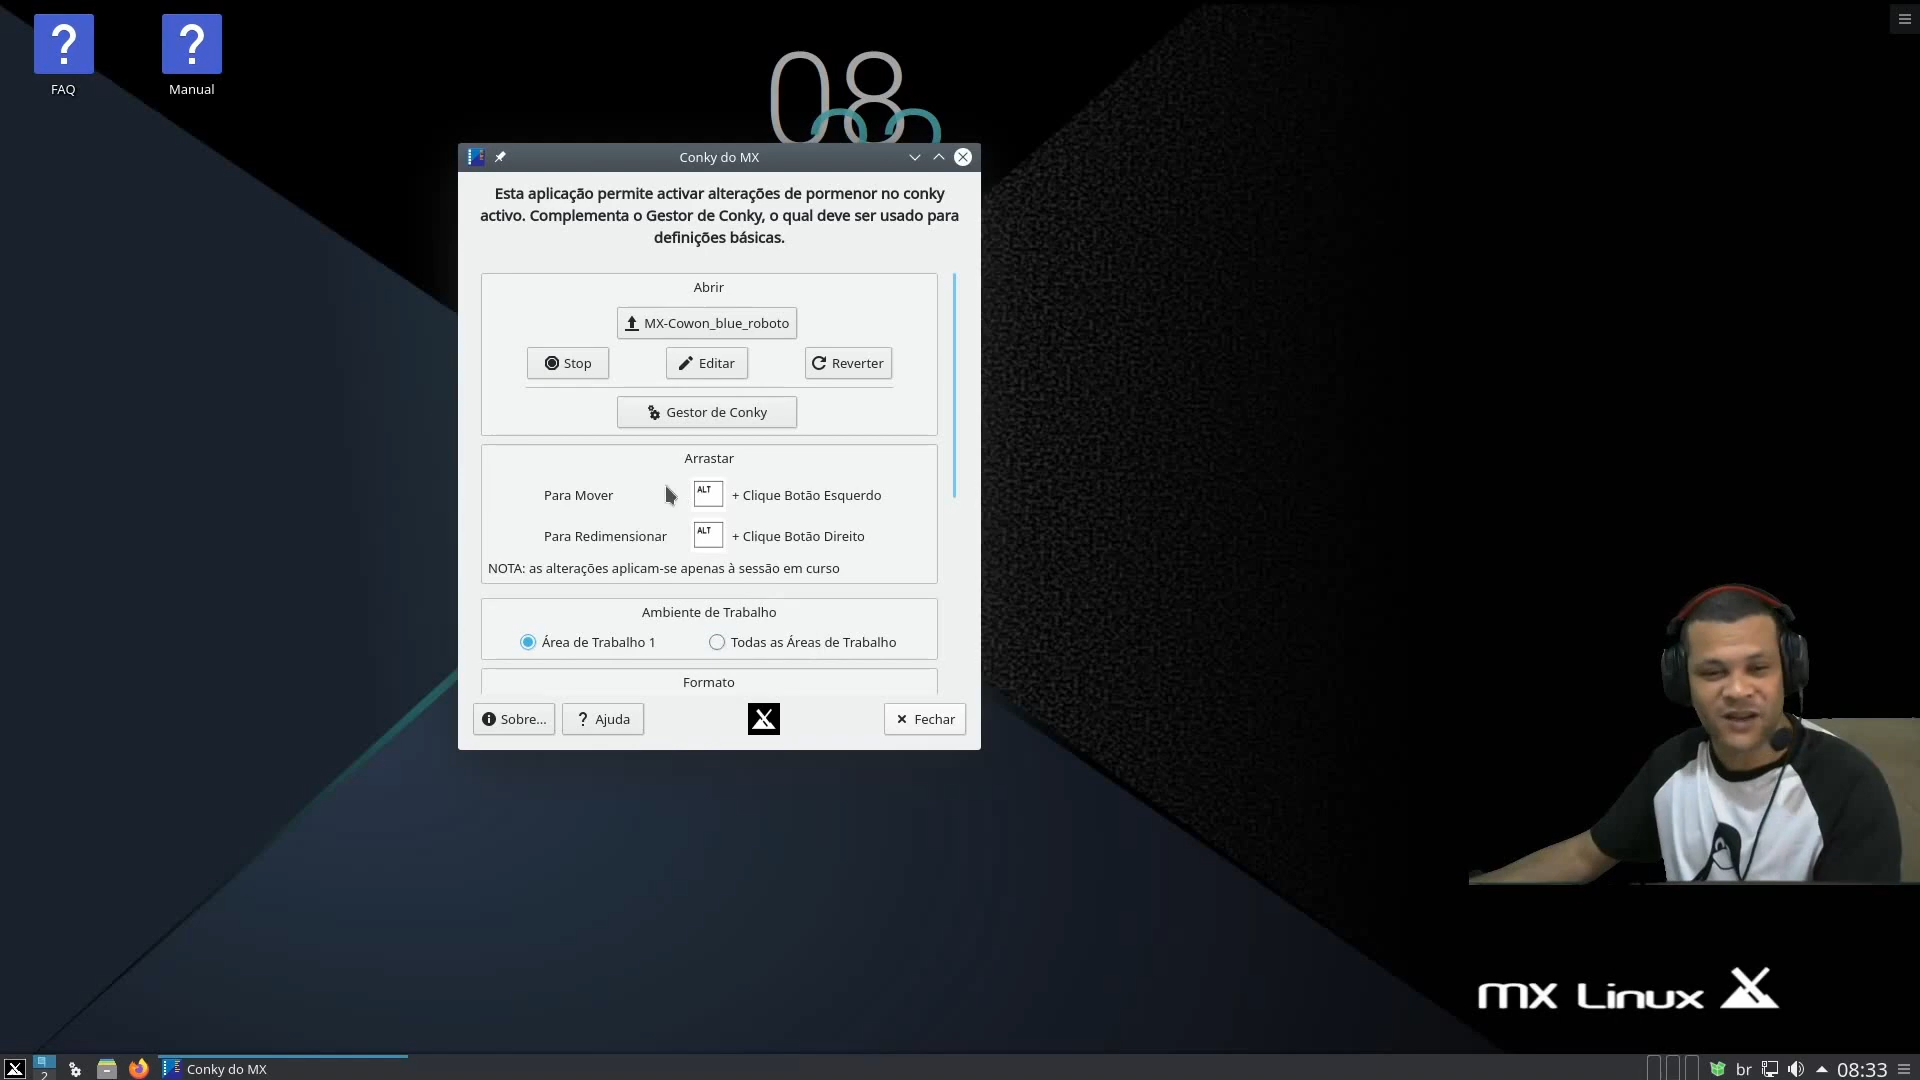 FAQ
Manual
08
Conky do MX
Esta aplicação permite activar alterações de pormenor no conky
activo. Complementa o Gestor de Conky, o qual deve ser usado para
definições básicas.
Abrir
MX-Cowon_blue_roboto
Stop
Editar
Reverter
Gestor de Conky
Arrastar
Para Mover
ALT
+ Clique Botão Esquerdo
Para Redimensionar
ALT
+ Clique Botão Direito
NOTA: as alterações aplicam-se apenas à sessão em curso
Ambiente de Trabalho
Área de Trabalho 1
Todas as Áreas de Trabalho
Formato
Sobre...
? Ajuda
Fechar
MX Linux
2
Conky do MX
br
08:33